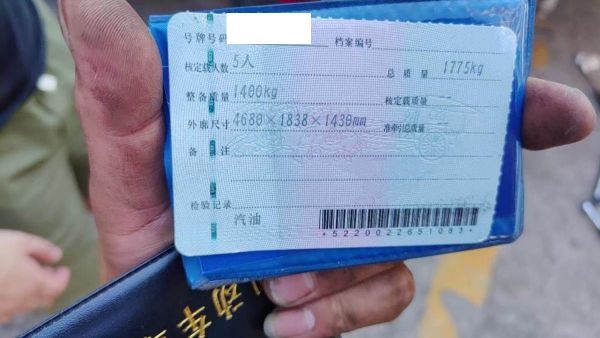 号牌号码 档案编号
核定载人数 5人 总质量 1775kg
整备质量 1400kg 核定载质量 --
外廓尺寸 4680×1838×1430mm 准牵引总质量 --
备注
检验记录
汽油
*5220022651083*
动车